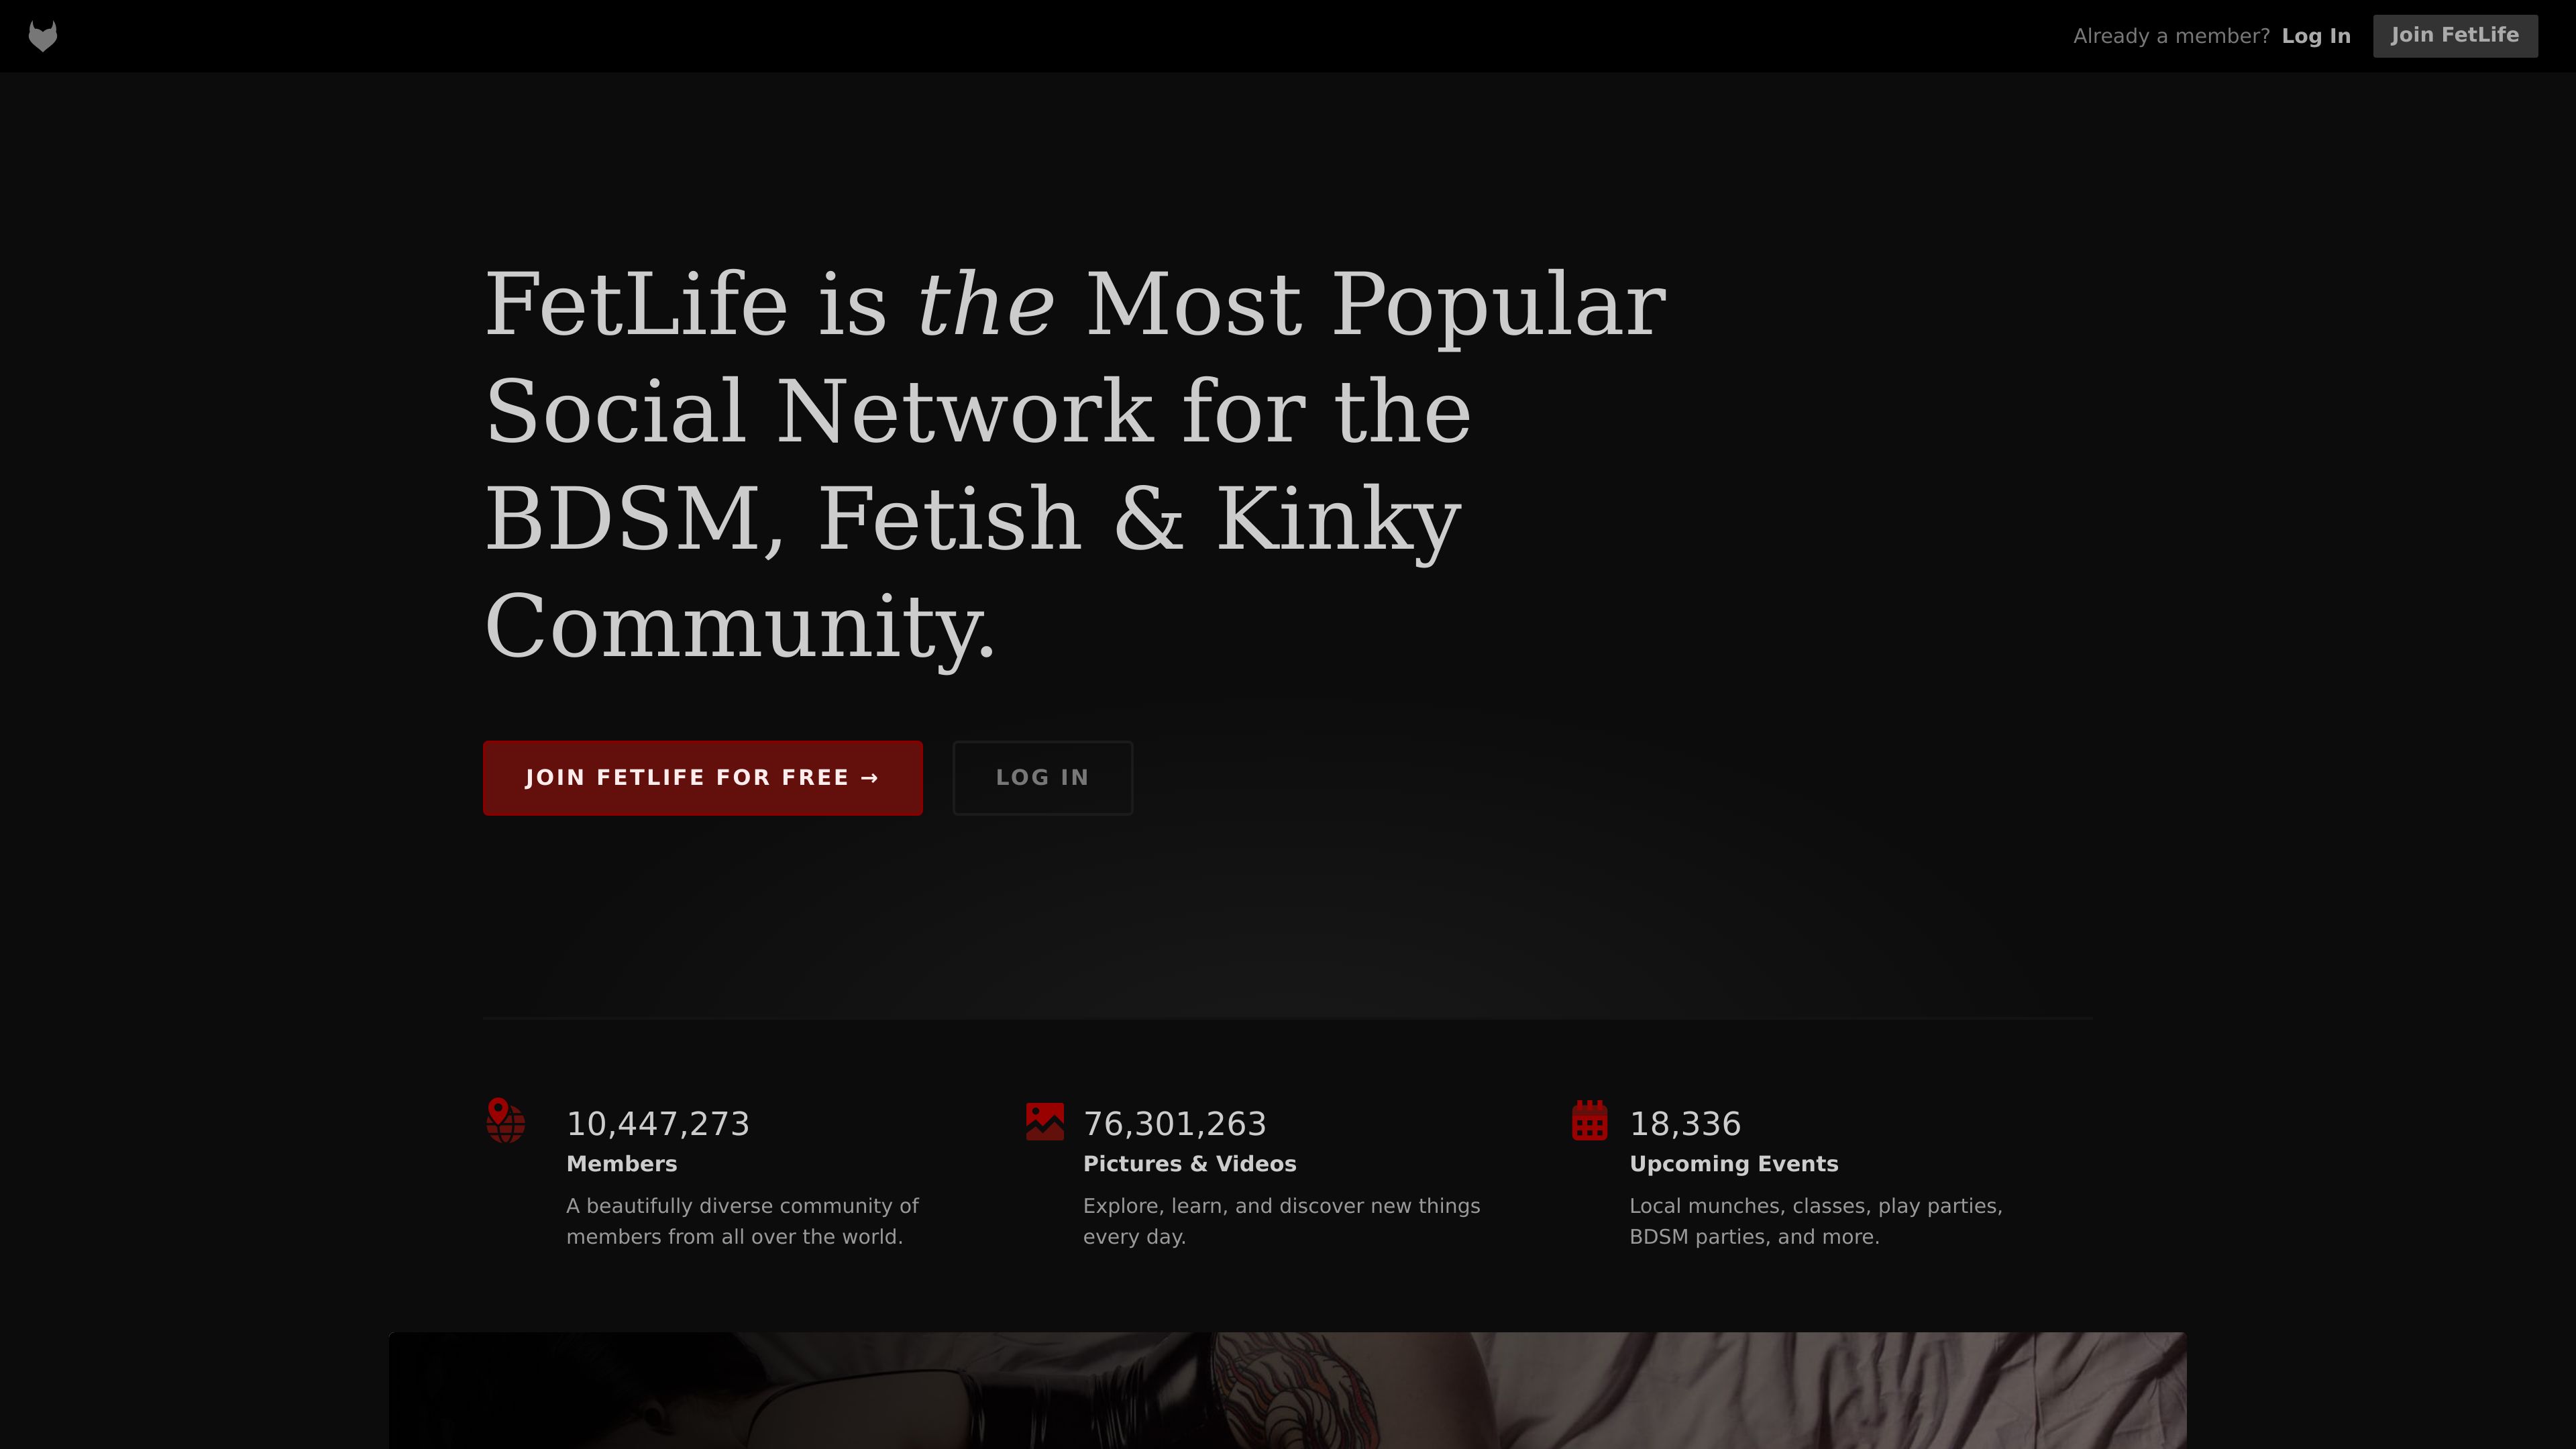 Already a member? Log In Join FetLife
FetLife is the Most Popular
Social Network for the
BDSM, Fetish & Kinky
Community.
JOIN FETLIFE FOR FREE → LOG IN
10,447,273
Members
A beautifully diverse community of
members from all over the world.
76,301,263
Pictures & Videos
Explore, learn, and discover new things
every day.
18,336
Upcoming Events
Local munches, classes, play parties,
BDSM parties, and more.